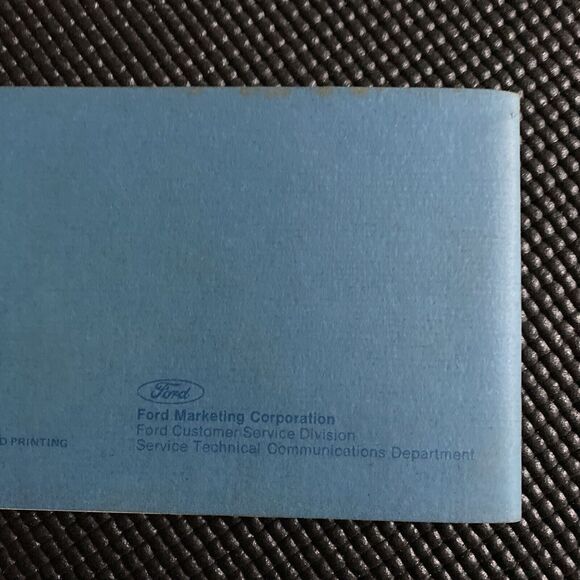 Ford
Ford Marketing Corporation
Ford Customer Service Division
D PRINTING
Service Technical Communications Department